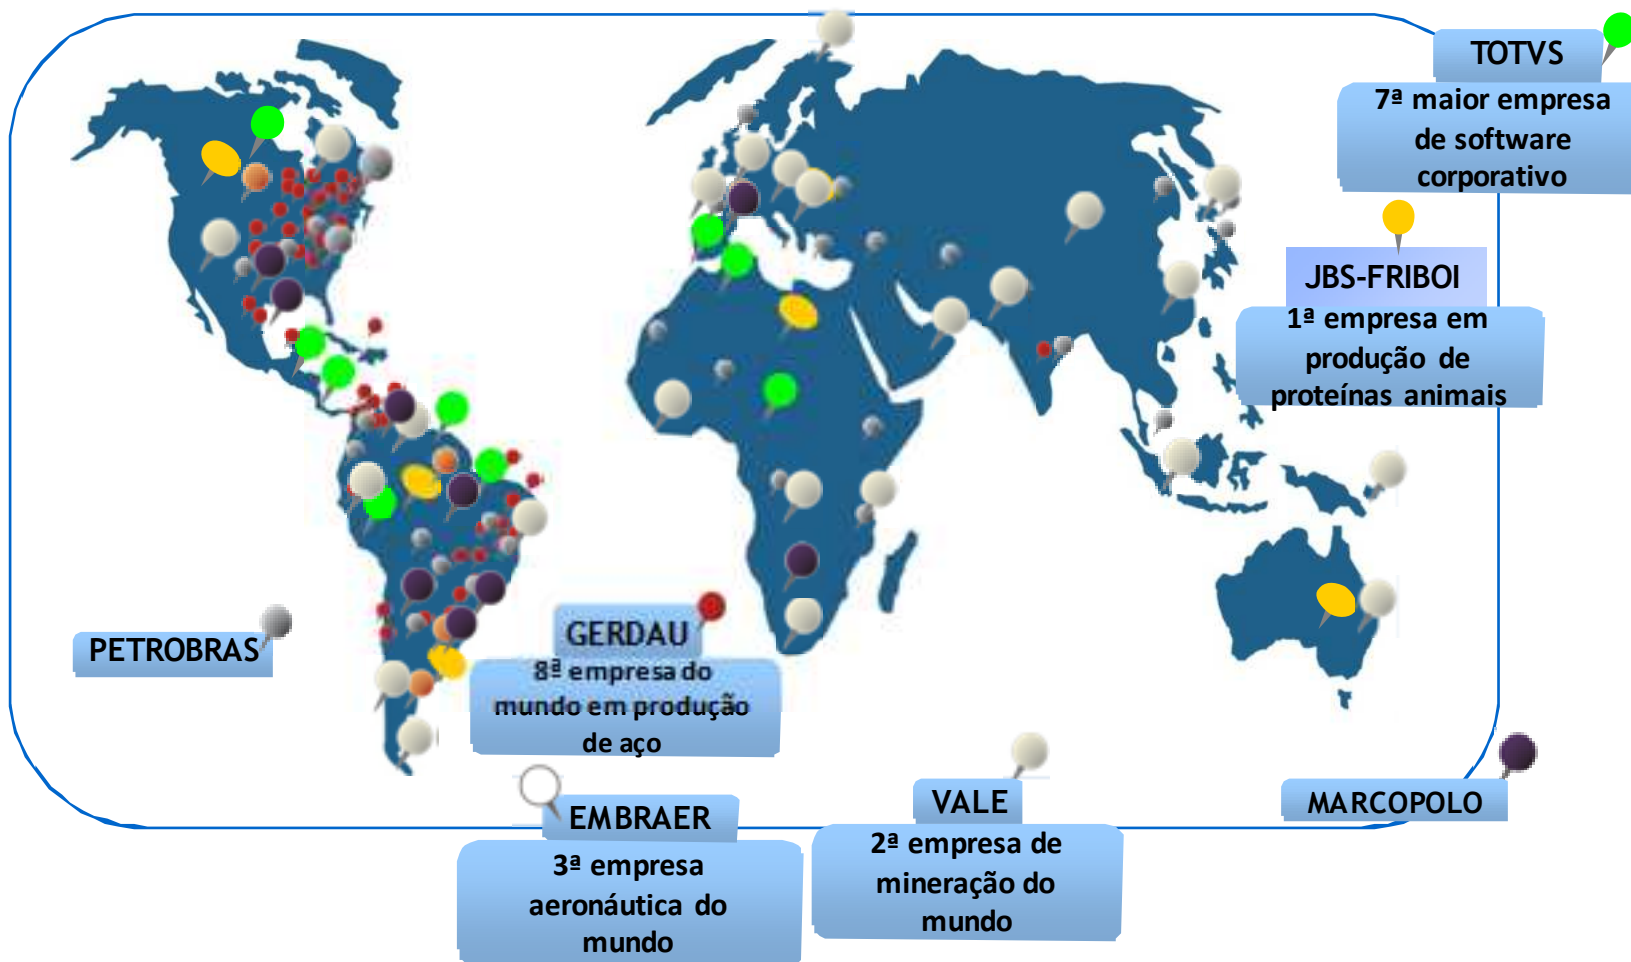 TOTVS
7ª maior empresa
de software
corporativo
JBS-FRIBOI
1ª empresa em
produção de
proteínas animais
PETROBRAS
GERDAU
8ª empresa do
mundo em produção
de aço
EMBRAER
3ª empresa
aeronáutica do
mundo
VALE
2ª empresa de
mineração do
mundo
MARCOPOLO